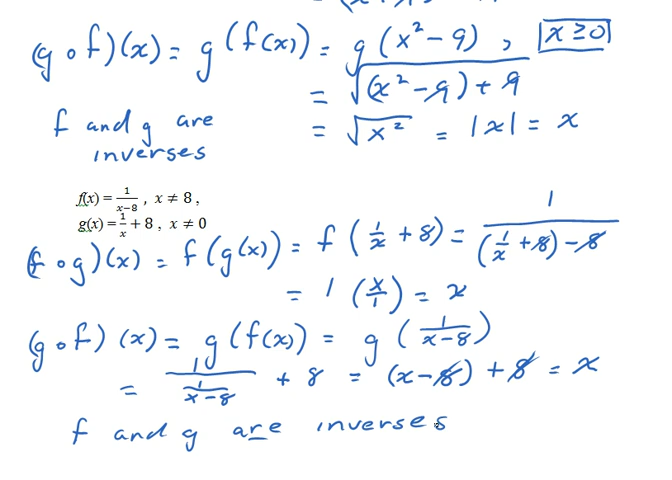 (g ∘ f)(x) = g(f(x)) = g(x² - 9), x ≥ 0
= √((x² - 9) + 9)
f and g are = √x² = |x| = x
inverses
f(x) = 1/(x-8), x ≠ 8,
g(x) = 1/x + 8, x ≠ 0
(f ∘ g)(x) = f(g(x)) = f(1/x + 8) = 1/((1/x + 8) - 8)
= 1(x/1) = x
(g ∘ f)(x) = g(f(x)) = g(1/(x-8))
= 1/(1/(x-8)) + 8 = (x-8) + 8 = x
f and g are inverses